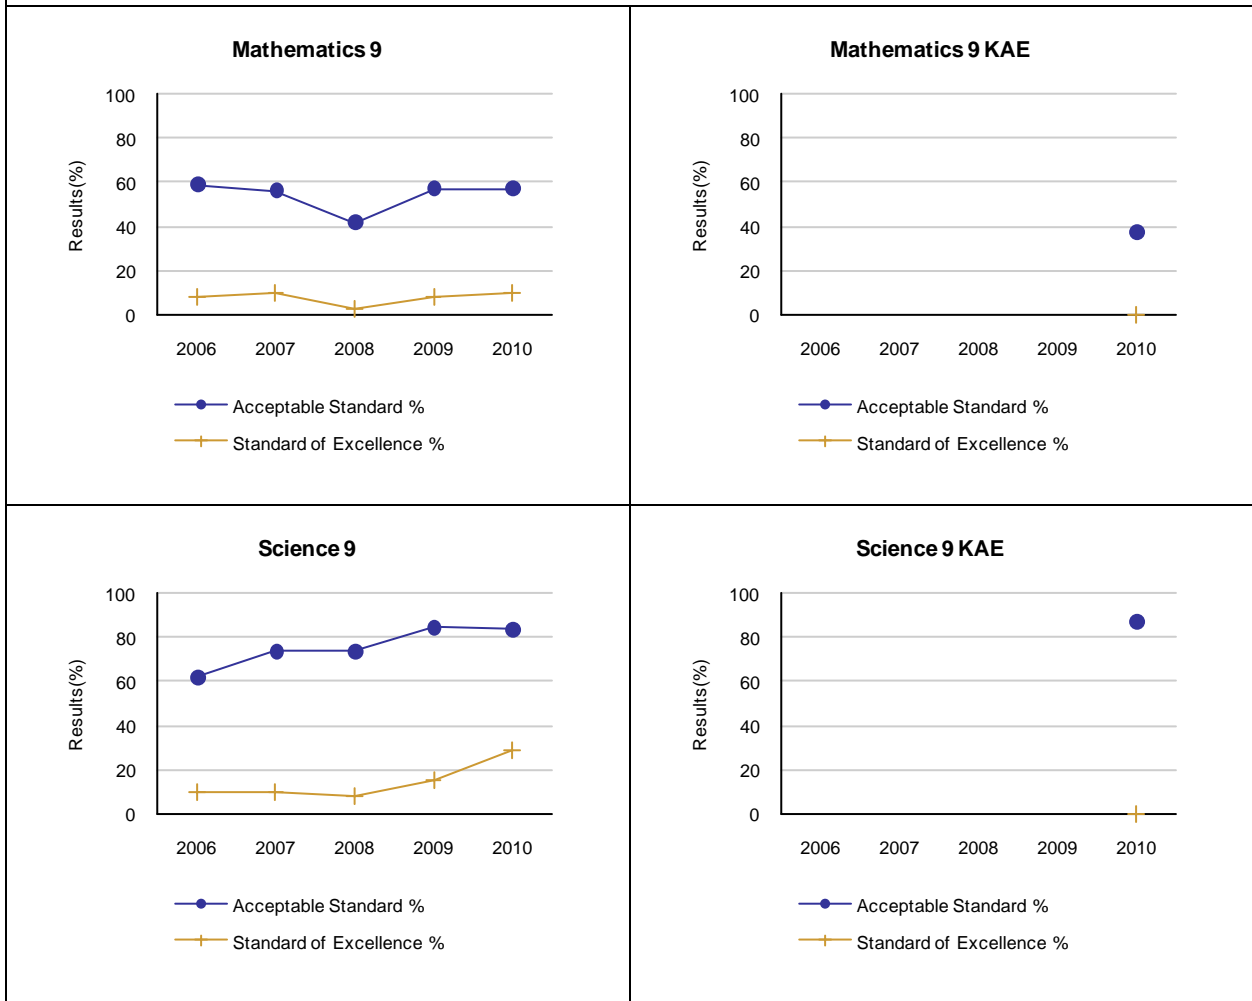 Mathematics 9
100
80
60
40
20
0
Results(%)
2006 2007 2008 2009 2010
Acceptable Standard %
Standard of Excellence %
Mathematics 9 KAE
100
80
60
40
20
0
Results(%)
2006 2007 2008 2009 2010
Acceptable Standard %
Standard of Excellence %
Science 9
100
80
60
40
20
0
Results(%)
2006 2007 2008 2009 2010
Acceptable Standard %
Standard of Excellence %
Science 9 KAE
100
80
60
40
20
0
Results(%)
2006 2007 2008 2009 2010
Acceptable Standard %
Standard of Excellence %